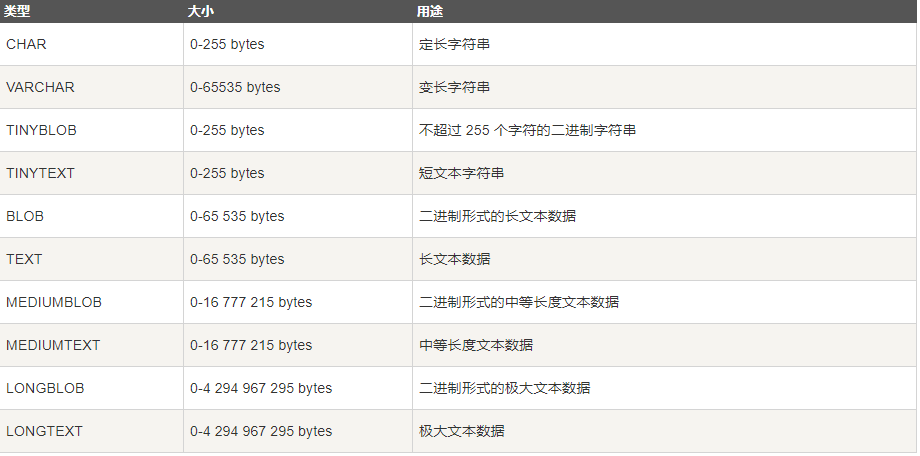 类型 大小 用途
CHAR 0-255 bytes 定长字符串
VARCHAR 0-65535 bytes 变长字符串
TINYBLOB 0-255 bytes 不超过 255 个字符的二进制字符串
TINYTEXT 0-255 bytes 短文本字符串
BLOB 0-65 535 bytes 二进制形式的长文本数据
TEXT 0-65 535 bytes 长文本数据
MEDIUMBLOB 0-16 777 215 bytes 二进制形式的中等长度文本数据
MEDIUMTEXT 0-16 777 215 bytes 中等长度文本数据
LONGBLOB 0-4 294 967 295 bytes 二进制形式的极大文本数据
LONGTEXT 0-4 294 967 295 bytes 极大文本数据